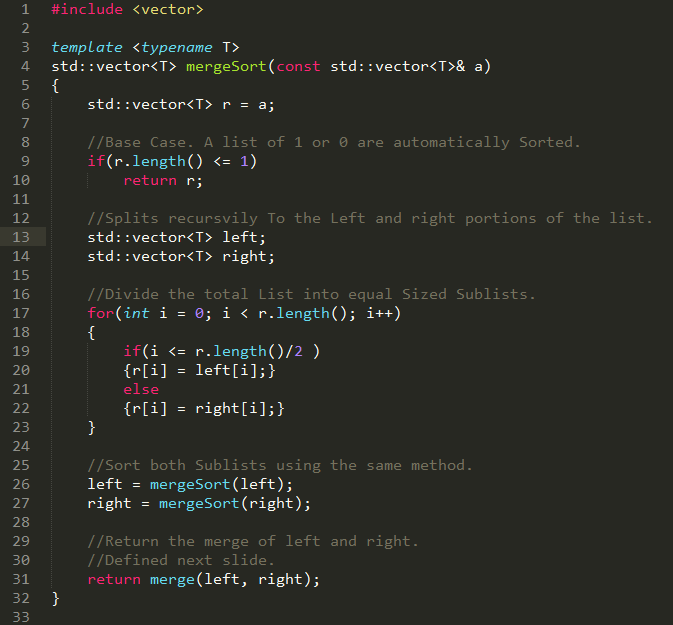 1 #include <vector>
2
3 template <typename T>
4 std::vector<T> mergeSort(const std::vector<T>& a)
5 {
6     std::vector<T> r = a;
7
8     //Base Case. A list of 1 or 0 are automatically Sorted.
9     if(r.length() <= 1)
10         return r;
11
12     //Splits recursvily To the Left and right portions of the list.
13     std::vector<T> left;
14     std::vector<T> right;
15
16     //Divide the total List into equal Sized Sublists.
17     for(int i = 0; i < r.length(); i++)
18     {
19         if(i <= r.length()/2 )
20         {r[i] = left[i];}
21         else
22         {r[i] = right[i];}
23     }
24
25     //Sort both Sublists using the same method.
26     left = mergeSort(left);
27     right = mergeSort(right);
28
29     //Return the merge of left and right.
30     //Defined next slide.
31     return merge(left, right);
32 }
33